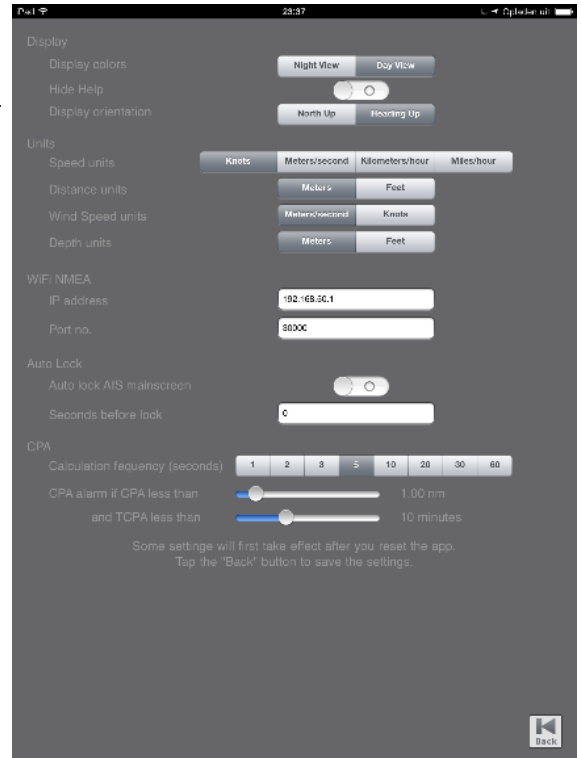 iPad 23:37 Opladen uit
Display
Display colors Night View Day View
Hide Help
Display orientation North Up Heading Up
Units
Speed units Knots Meters/second Kilometers/hour Miles/hour
Distance units Meters Feet
Wind Speed units Meters/second Knots
Depth units Meters Feet
WiFi NMEA
IP address 192.168.50.1
Port no. 30000
Auto Lock
Auto lock AIS mainscreen
Seconds before lock 0
CPA
Calculation fequency (seconds) 1 2 3 5 10 20 30 60
CPA alarm if CPA less than 1.00 nm
and TCPA less than 10 minutes
Some settinge will first take effect after you reset the app.
Tap the "Back" button to save the settings.
Back